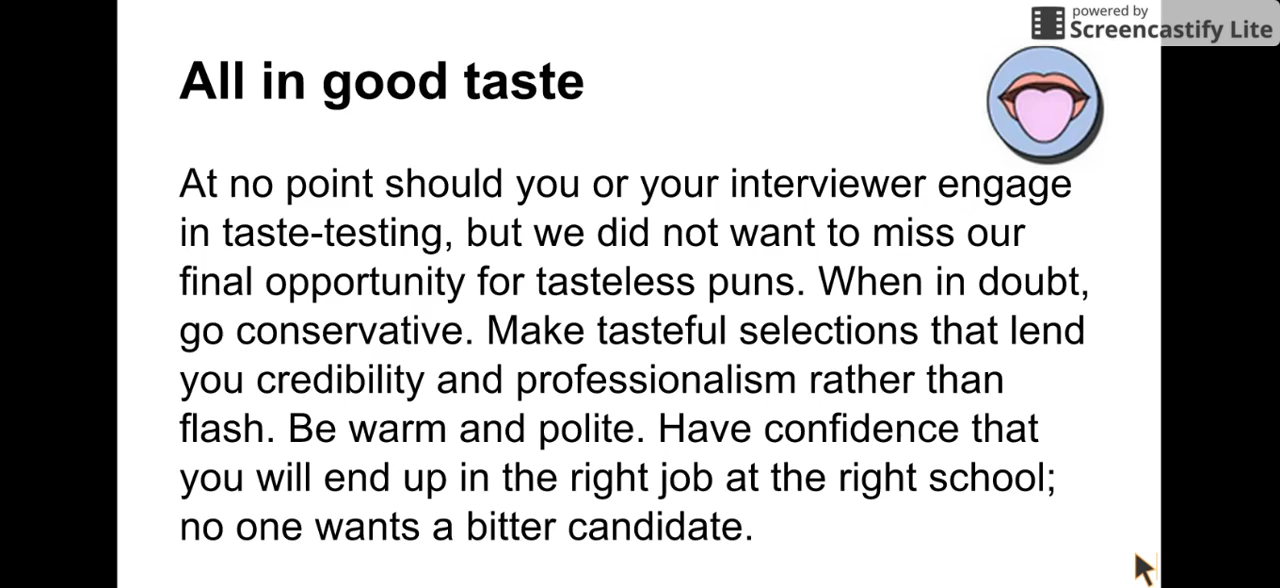 powered by
Screencastify Lite
All in good taste
At no point should you or your interviewer engage
in taste-testing, but we did not want to miss our
final opportunity for tasteless puns. When in doubt,
go conservative. Make tasteful selections that lend
you credibility and professionalism rather than
flash. Be warm and polite. Have confidence that
you will end up in the right job at the right school;
no one wants a bitter candidate.